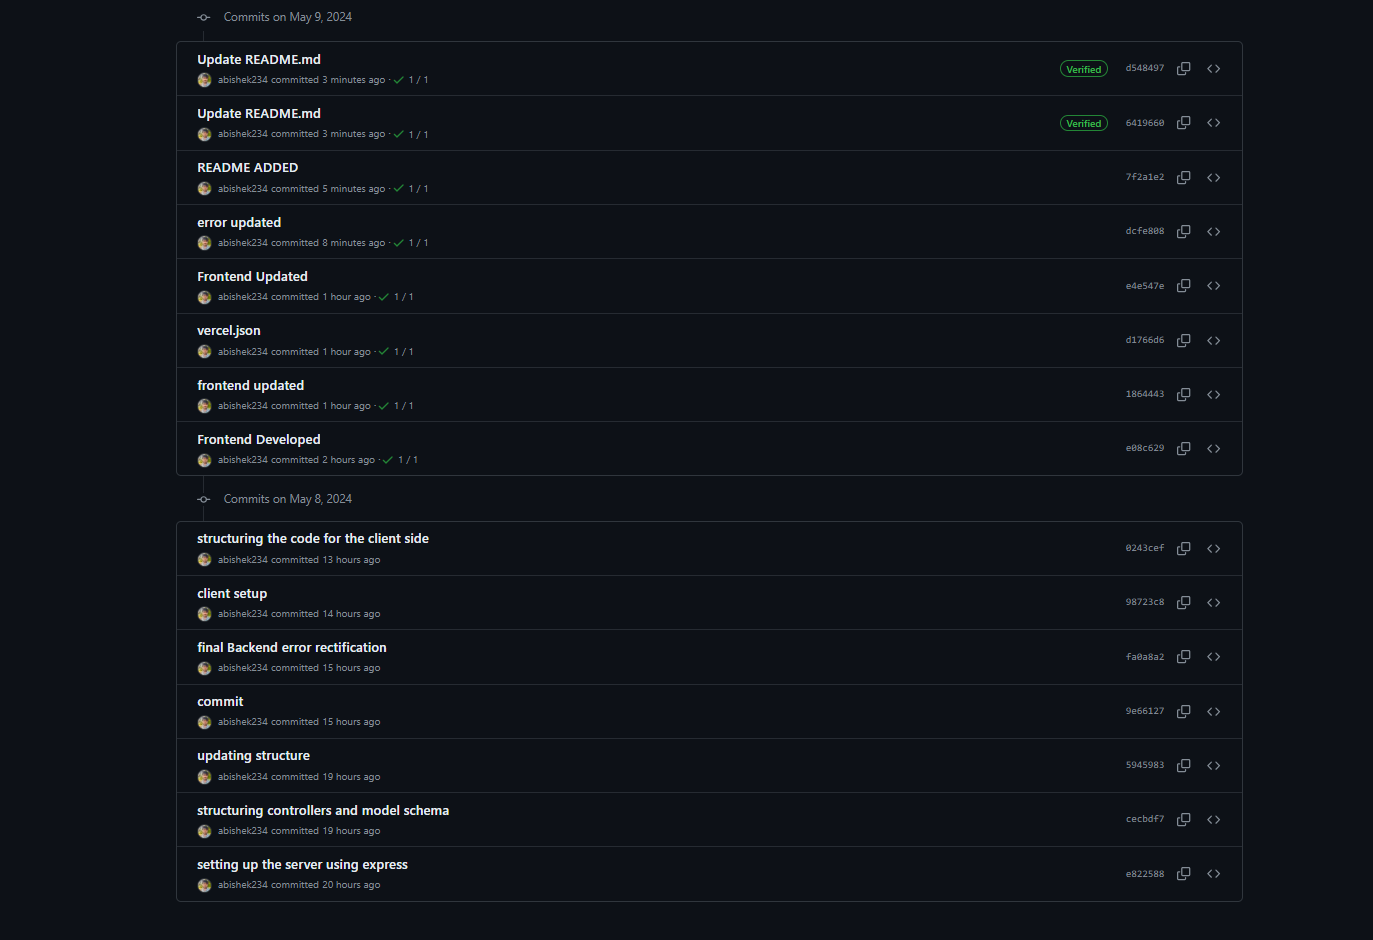 Commits on May 9, 2024
Update README.md
Verified d548497
abishek234 committed 3 minutes ago · 1 / 1
Update README.md
Verified 6419660
abishek234 committed 3 minutes ago · 1 / 1
README ADDED
7f2a1e2
abishek234 committed 5 minutes ago · 1 / 1
error updated
dcfe808
abishek234 committed 8 minutes ago · 1 / 1
Frontend Updated
e4e547e
abishek234 committed 1 hour ago · 1 / 1
vercel.json
d1766d6
abishek234 committed 1 hour ago · 1 / 1
frontend updated
1864443
abishek234 committed 1 hour ago · 1 / 1
Frontend Developed
e08c629
abishek234 committed 2 hours ago · 1 / 1
Commits on May 8, 2024
structuring the code for the client side
0243cef
abishek234 committed 13 hours ago
client setup
98723c8
abishek234 committed 14 hours ago
final Backend error rectification
fa0a8a2
abishek234 committed 15 hours ago
commit
9e66127
abishek234 committed 15 hours ago
updating structure
5945983
abishek234 committed 19 hours ago
structuring controllers and model schema
cecbdf7
abishek234 committed 19 hours ago
setting up the server using express
e822588
abishek234 committed 20 hours ago